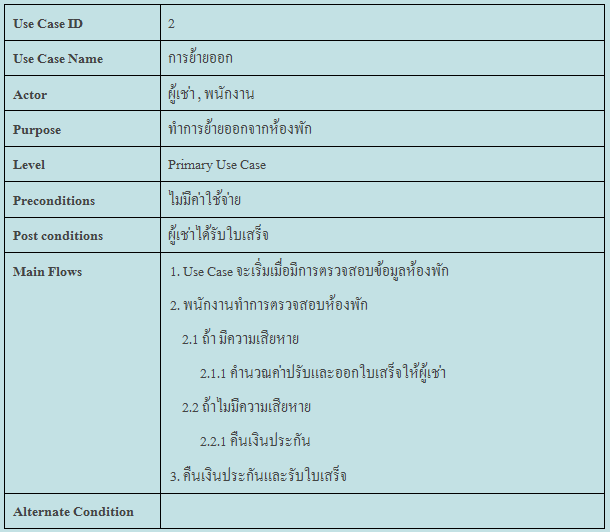 Use Case ID 2
Use Case Name การย้ายออก
Actor ผู้เช่า , พนักงาน
Purpose ทำการย้ายออกจากห้องพัก
Level Primary Use Case
Preconditions ไม่มีค่าใช้จ่าย
Post conditions ผู้เช่าได้รับใบเสร็จ
Main Flows 1. Use Case จะเริ่มเมื่อมีการตรวจสอบข้อมูลห้องพัก
2. พนักงานทำการตรวจสอบห้องพัก
2.1 ถ้า มีความเสียหาย
2.1.1 คำนวณค่าปรับและออกใบเสร็จให้ผู้เช่า
2.2 ถ้าไม่มีความเสียหาย
2.2.1 คืนเงินประกัน
3. คืนเงินประกันและรับใบเสร็จ
Alternate Condition